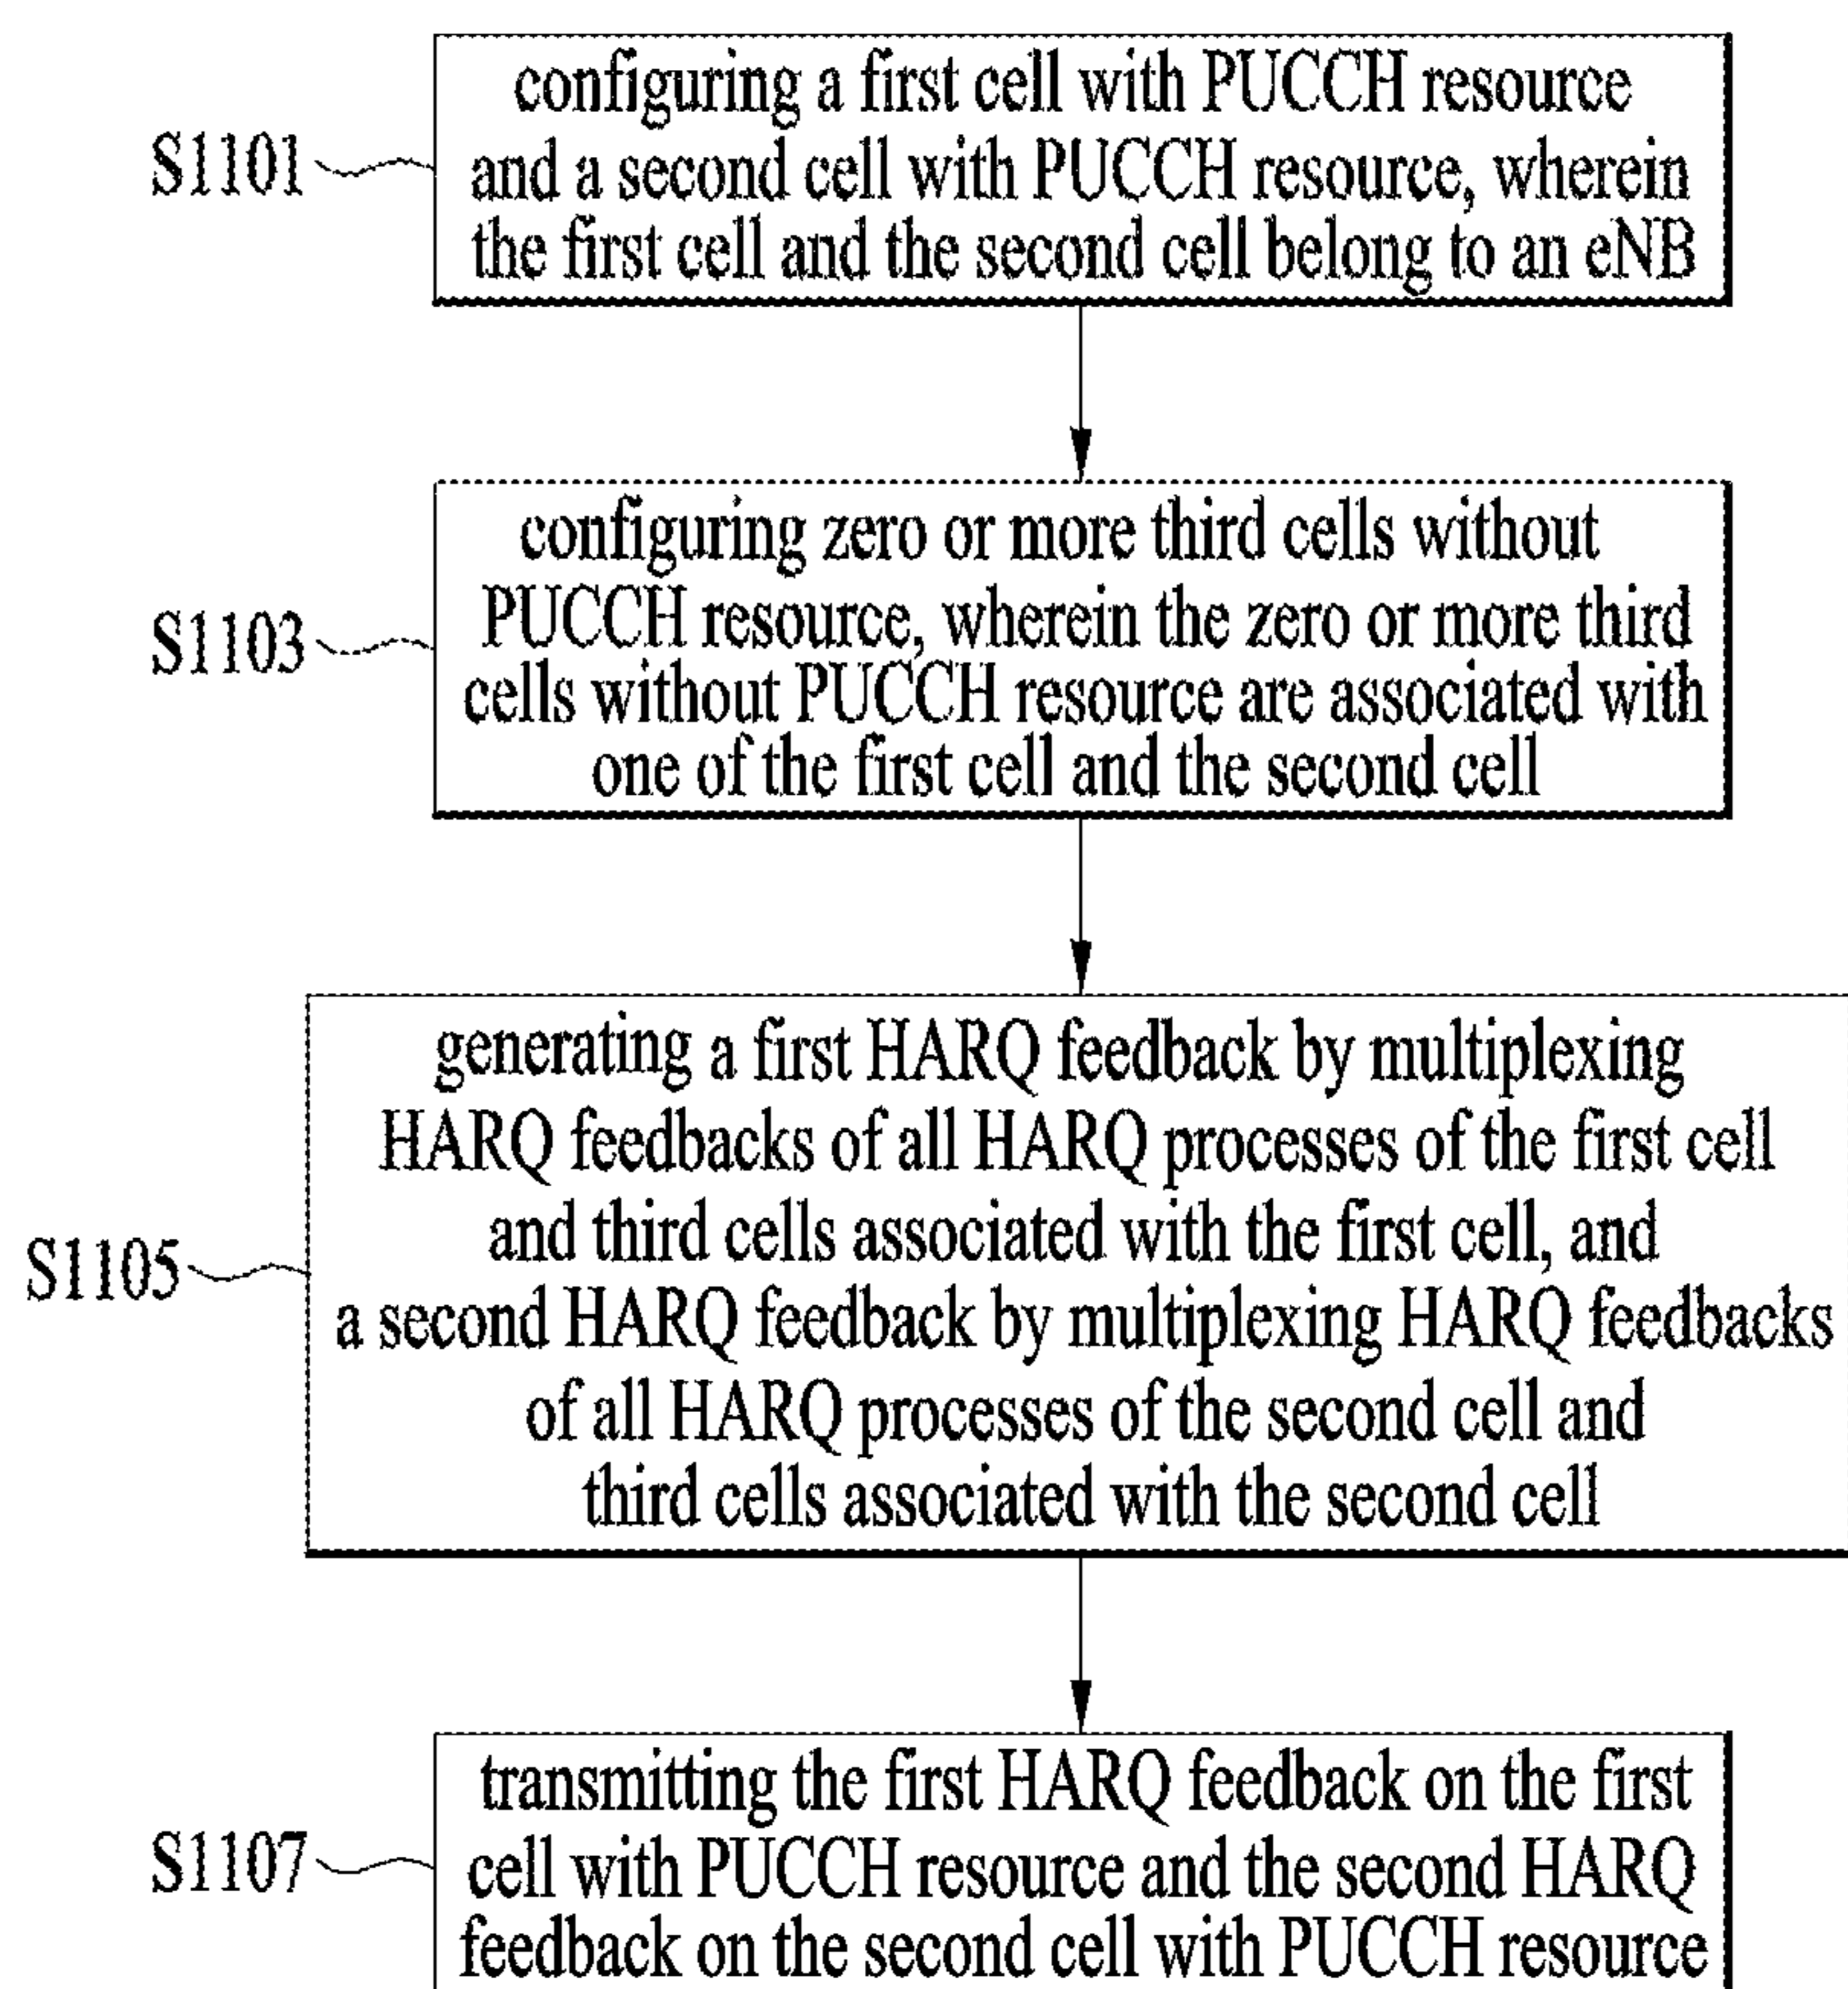 configuring a first cell with PUCCH resource
S1101
and a second cell with PUCCH resource, wherein
the first cell and the second cell belong to an eNB
configuring zero or more third cells without
S1103
PUCCH resource, wherein the zero or more third
cells without PUCCH resource are associated with
one of the first cell and the second cell
generating a first HARQ feedback by multiplexing
HARQ feedbacks of all HARQ processes of the first cell
and third cells associated with the first cell, and
S1105
a second HARQ feedback by multiplexing HARQ feedbacks
of all HARQ processes of the second cell and
third cells associated with the second cell
transmitting the first HARQ feedback on the first
S1107
cell with PUCCH resource and the second HARQ
feedback on the second cell with PUCCH resource